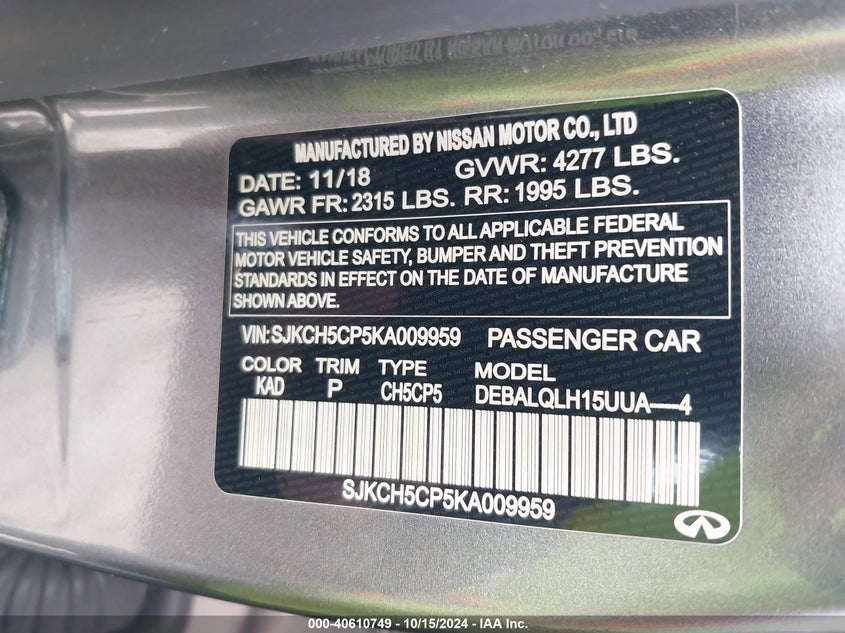 MANUFACTURED BY NISSAN MOTOR CO., LTD
DATE: 11/18 GVWR: 4277 LBS.
GAWR FR: 2315 LBS. RR: 1995 LBS.
THIS VEHICLE CONFORMS TO ALL APPLICABLE FEDERAL
MOTOR VEHICLE SAFETY, BUMPER AND THEFT PREVENTION
STANDARDS IN EFFECT ON THE DATE OF MANUFACTURE
SHOWN ABOVE.
VIN:SJKCH5CP5KA009959 PASSENGER CAR
COLOR TRIM TYPE MODEL
KAD P CH5CP5 DEBALQLH15UUA—4
SJKCH5CP5KA009959
000-40610749 - 10/15/2024 - IAA Inc.